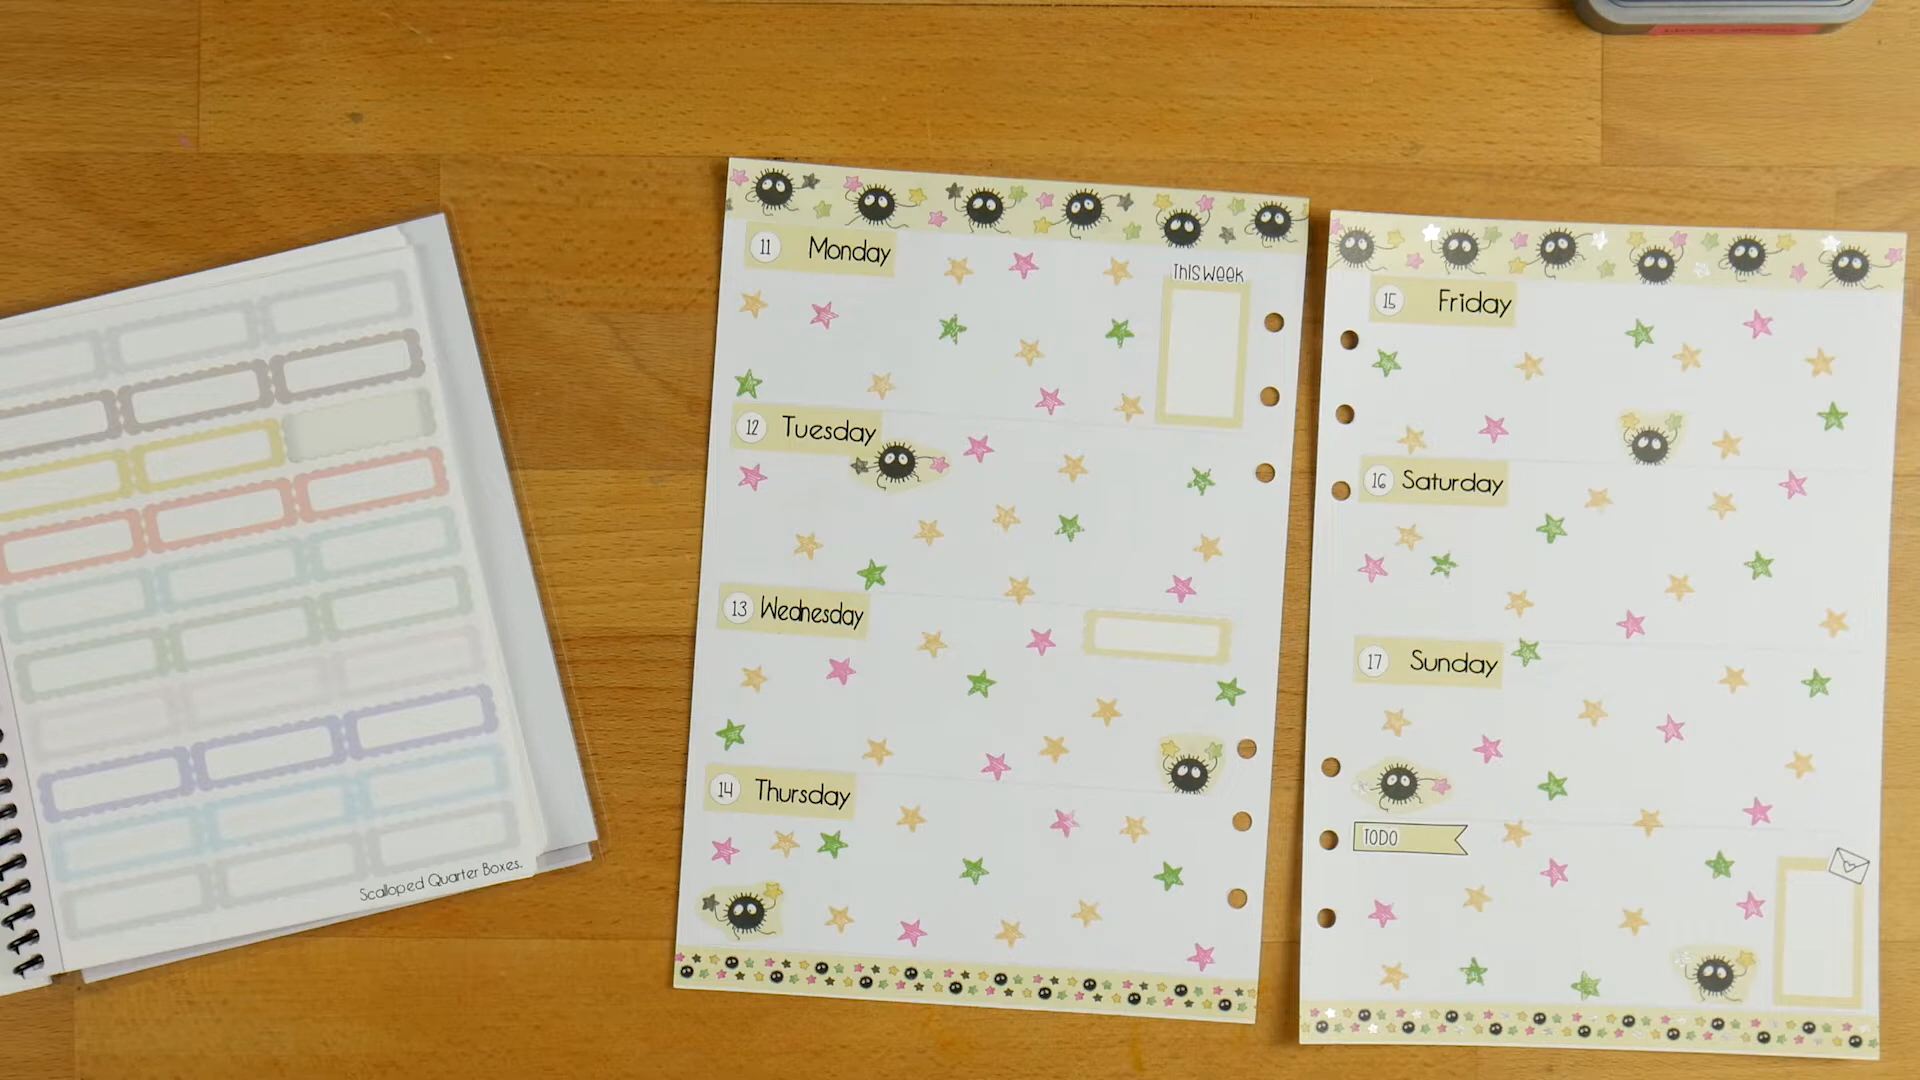 Scalloped Quarter Boxes.
11 Monday
This Week
12 Tuesday
13 Wednesday
14 Thursday
15 Friday
16 Saturday
17 Sunday
TODO